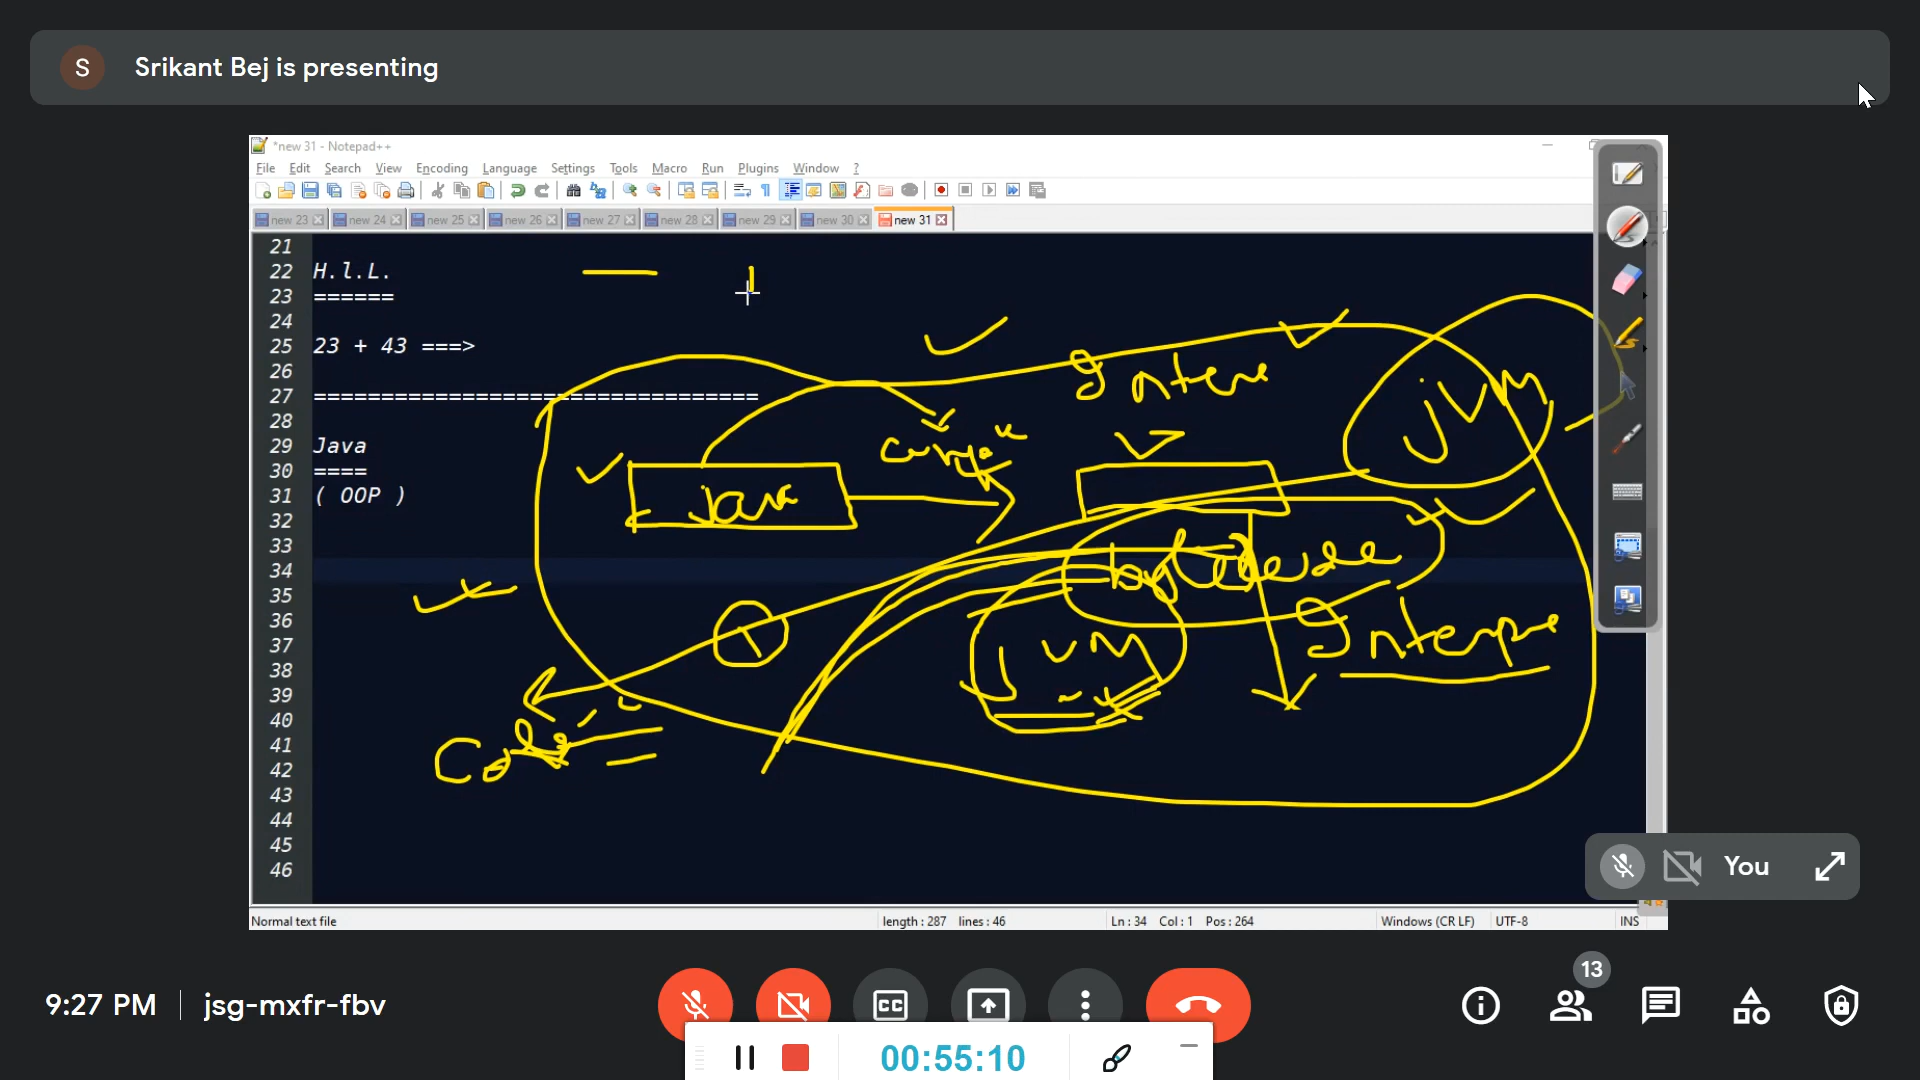 S Srikant Bej is presenting
*new 31 - Notepad++
File Edit Search View Encoding Language Settings Tools Macro Run Plugins Window ?
new 23 new 24 new 25 new 26 new 27 new 28 new 29 new 30 new 31
21
22 H.l.L.
23 ======
24
25 23 + 43 ===>
26
27 =================================
28
29 Java
30 ====
31 ( OOP )
32
33
34
35
36
37
38
39
40
41
42
43
44
45
46
JVM
Java
JVM
You
Normal text file length : 287 lines : 46 Ln : 34 Col : 1 Pos : 264 Windows (CR LF) UTF-8 INS
13
9:27 PM jsg-mxfr-fbv CC
00:55:10